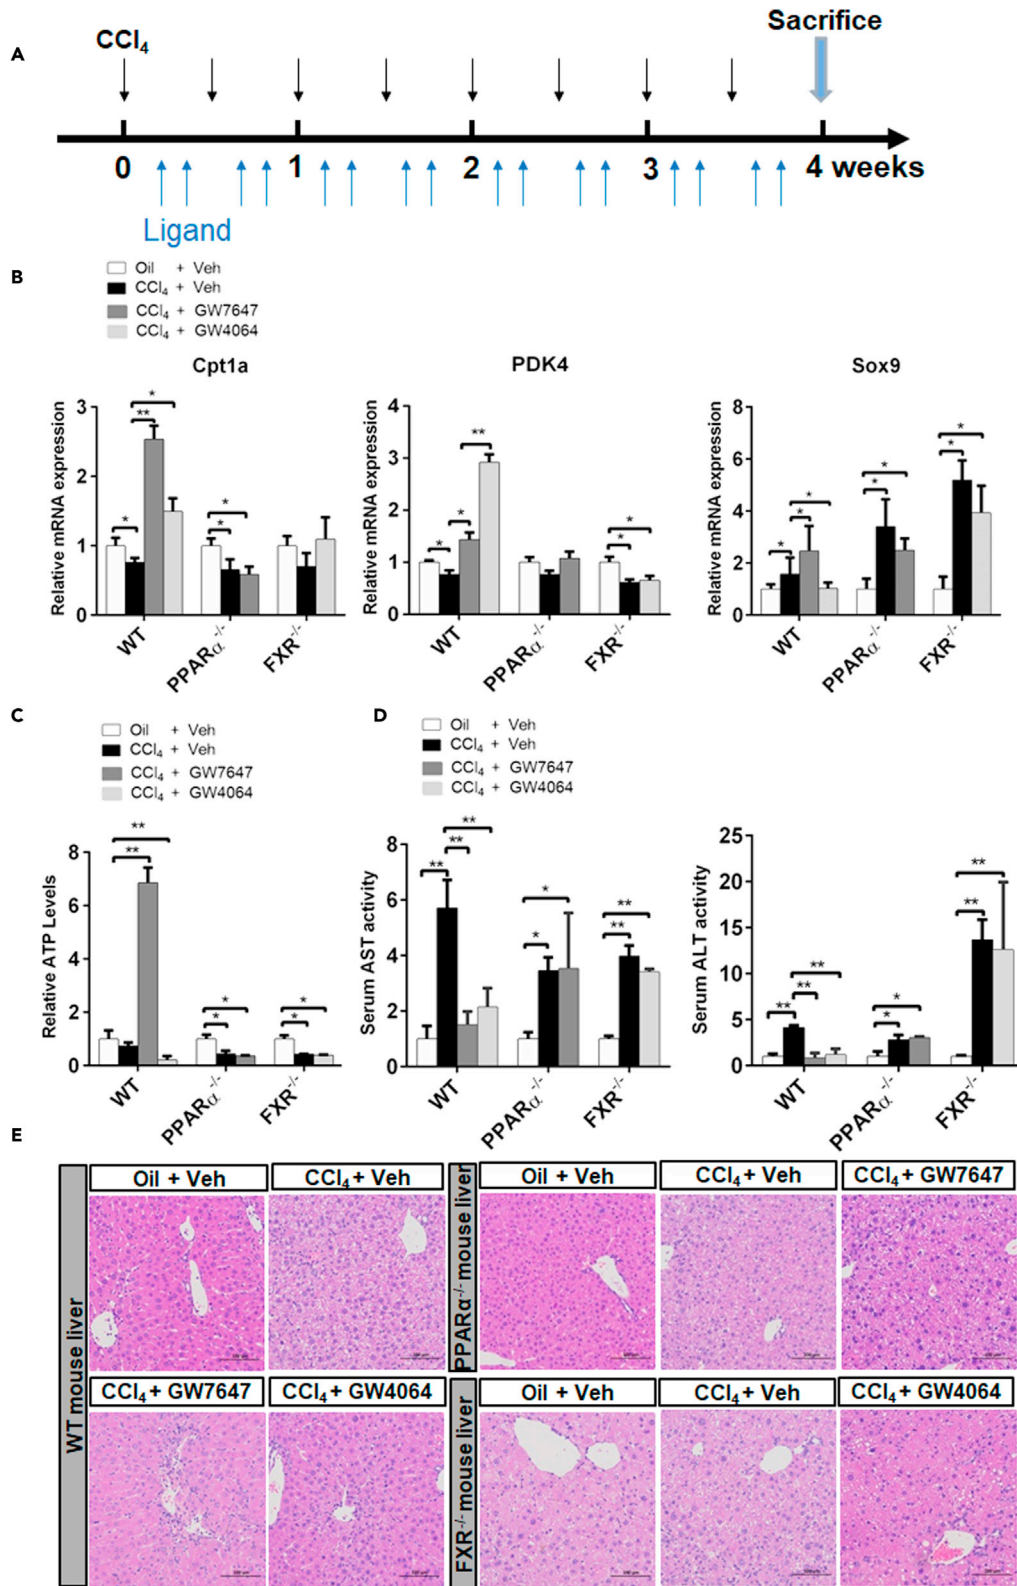 A
CCl₄
Sacrifice
0 1 2 3 4 weeks
Ligand
B
Oil + Veh
CCl₄ + Veh
CCl₄ + GW7647
CCl₄ + GW4064
Cpt1a
PDK4
Sox9
Relative mRNA expression
3
2
1
0
* ** * * *
WT
PPARα⁻/⁻
FXR⁻/⁻
Relative mRNA expression
4
3
2
1
0
* * ** * *
WT
PPARα⁻/⁻
FXR⁻/⁻
Relative mRNA expression
8
6
4
2
0
* * * * * * *
WT
PPARα⁻/⁻
FXR⁻/⁻
C
Oil + Veh
CCl₄ + Veh
CCl₄ + GW7647
CCl₄ + GW4064
Relative ATP Levels
8
6
4
2
0
** ** * * * *
WT
PPARα⁻/⁻
FXR⁻/⁻
D
Oil + Veh
CCl₄ + Veh
CCl₄ + GW7647
CCl₄ + GW4064
Serum AST activity
8
6
4
2
0
** ** ** * * ** **
WT
PPARα⁻/⁻
FXR⁻/⁻
Serum ALT activity
25
20
15
10
5
0
** ** ** * * ** **
WT
PPARα⁻/⁻
FXR⁻/⁻
E
WT mouse liver
Oil + Veh
CCl₄ + Veh
CCl₄ + GW7647
CCl₄ + GW4064
PPARα⁻/⁻ mouse liver
Oil + Veh
CCl₄ + Veh
CCl₄ + GW7647
FXR⁻/⁻ mouse liver
Oil + Veh
CCl₄ + Veh
CCl₄ + GW4064